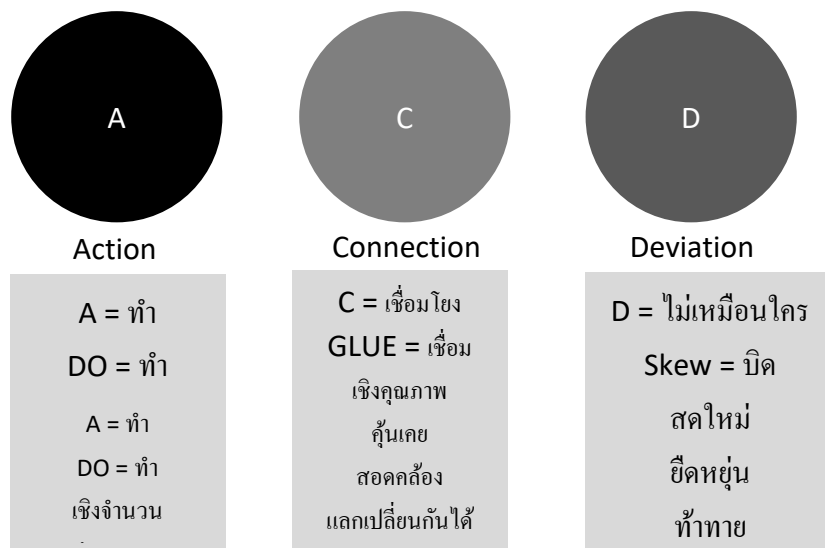 A
C
D
Action
Connection
Deviation
A = ทำ
DO = ทำ
A = ทำ
DO = ทำ
เชิงจำนวน
C = เชื่อมโยง
GLUE = เชื่อม
เชิงคุณภาพ
คุ้นเคย
สอดคล้อง
แลกเปลี่ยนกันได้
D = ไม่เหมือนใคร
Skew = บิด
สดใหม่
ยืดหยุ่น
ท้าทาย